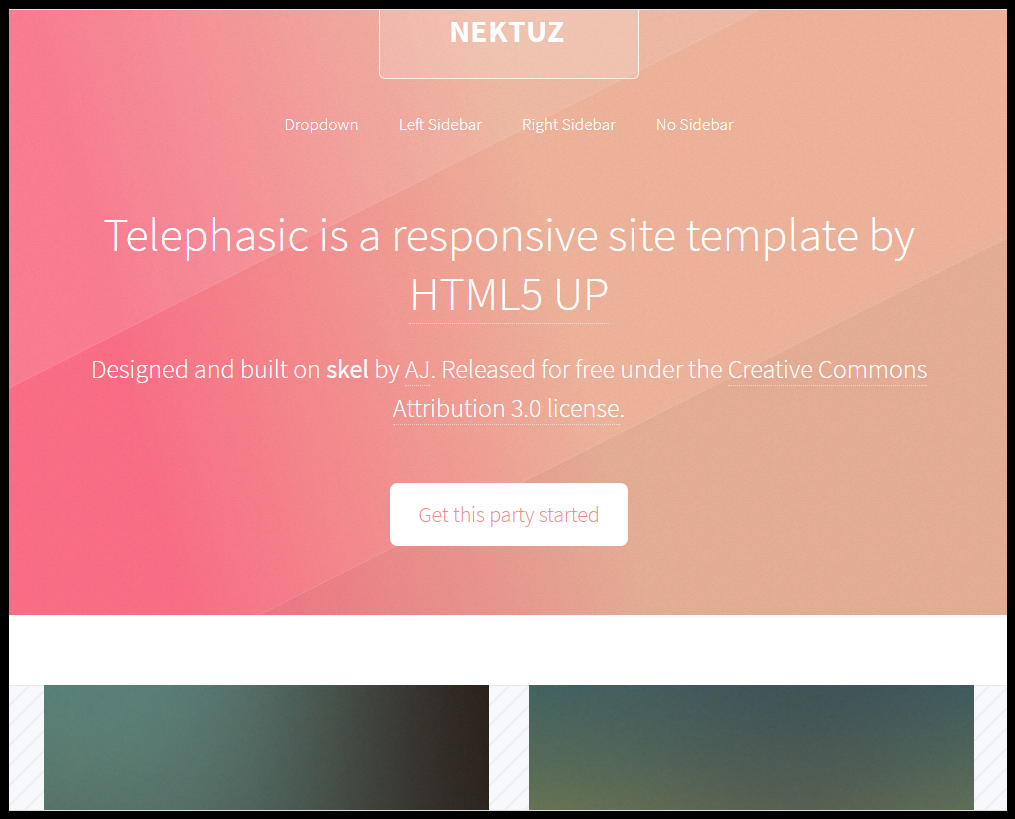 NEKTUZ
Dropdown Left Sidebar Right Sidebar No Sidebar
Telephasic is a responsive site template by
HTML5 UP
Designed and built on skel by AJ. Released for free under the Creative Commons
Attribution 3.0 license.
Get this party started